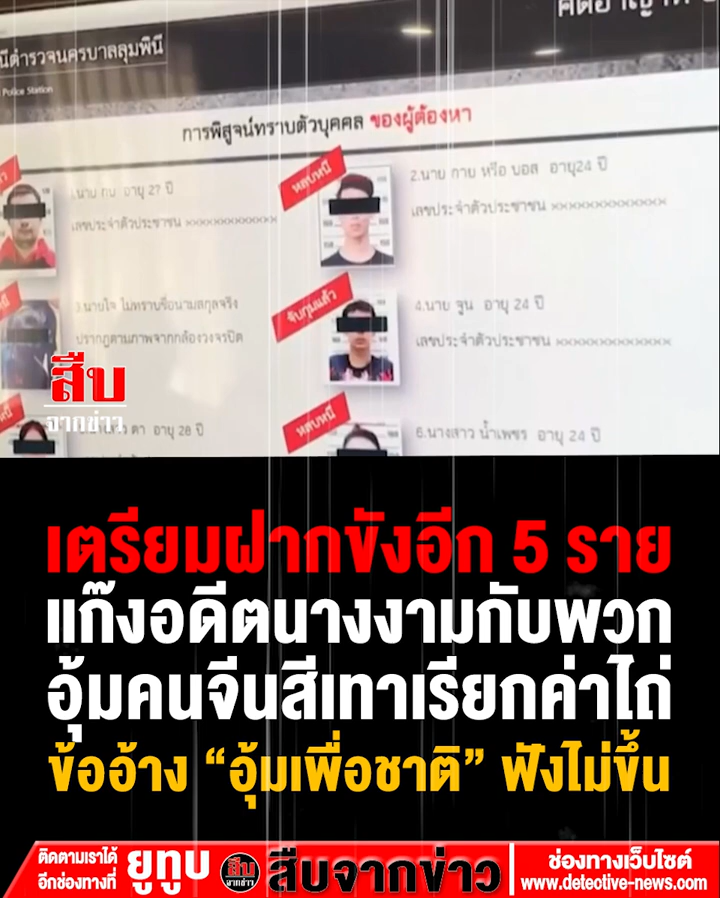 นีตำรวจนครบาลลุมพินี
Police Station
คดีอาญาที่
การพิสูจน์ทราบตัวบุคคล ของผู้ต้องหา
1.นาย กบ อายุ 27 ปี
เลขประจำตัวประชาชน xxxxxxxxxxxxx
หลบหนี
2.นาย กาย หรือ บอส อายุ24 ปี
เลขประจำตัวประชาชน xxxxxxxxxxxxx
3.นายใจ ไม่ทราบชื่อนามสกุลจริง
ปรากฏตามภาพจากกล้องวงจรปิด
จับกุมแล้ว
4.นาย จูน อายุ 24 ปี
เลขประจำตัวประชาชน xxxxxxxxxxxxx
ตา อายุ 28 ปี
หลบหนี
6.นางสาว น้ำเพชร อายุ 24 ปี
สืบ
จากข่าว
เตรียมฝากขังอีก 5 ราย
แก๊งอดีตนางงามกับพวก
อุ้มคนจีนสีเทาเรียกค่าไถ่
ข้ออ้าง “อุ้มเพื่อชาติ” ฟังไม่ขึ้น
ติดตามเราได้
อีกช่องทางที่
ยูทูบ
สืบ
จากข่าว
สืบจากข่าว
ช่องทางเว็บไซต์
www.detective-news.com